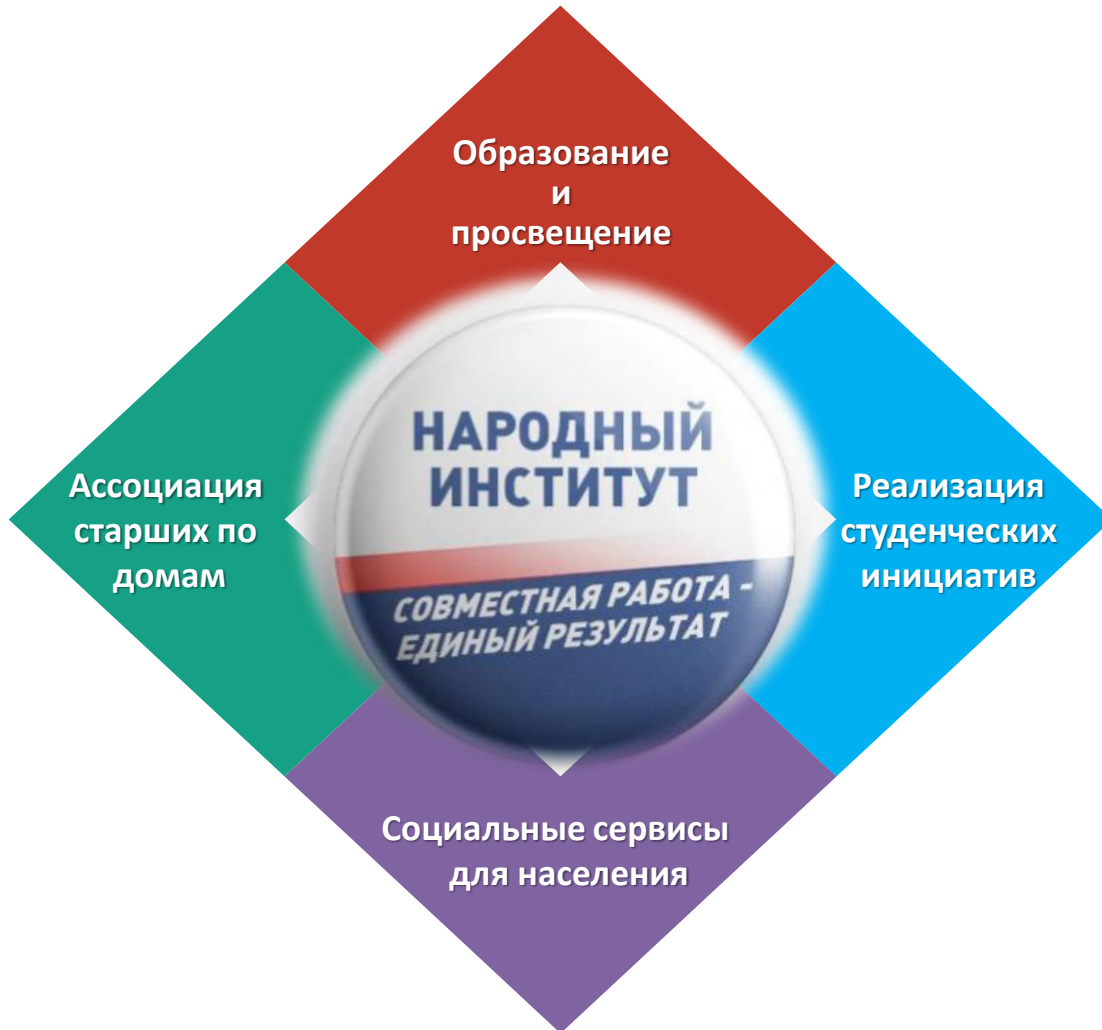 Образование
и
просвещение
Ассоциация
старших по
домам
НАРОДНЫЙ
ИНСТИТУТ
СОВМЕСТНАЯ РАБОТА -
ЕДИНЫЙ РЕЗУЛЬТАТ
Реализация
студенческих
инициатив
Социальные сервисы
для населения